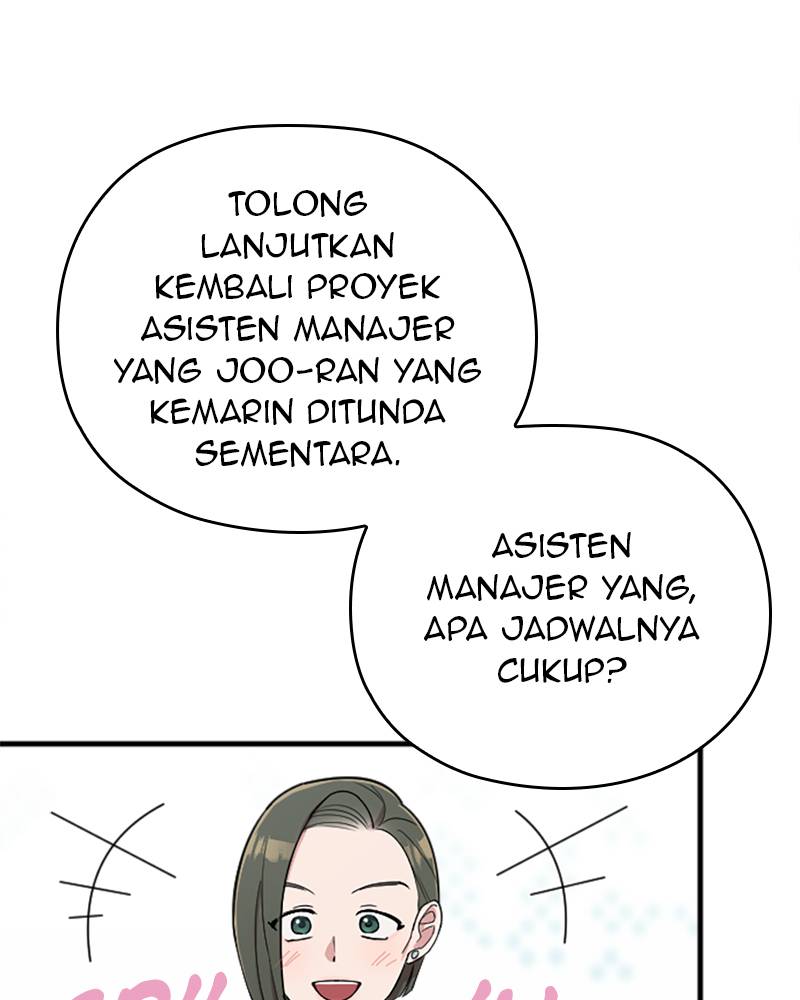 TOLONG
LANJUTKAN
KEMBALI PROYEK
ASISTEN MANAJER
YANG JOO-RAN YANG
KEMARIN DITUNDA
SEMENTARA.
ASISTEN
MANAJER YANG,
APA JADWALNYA
CUKUP?